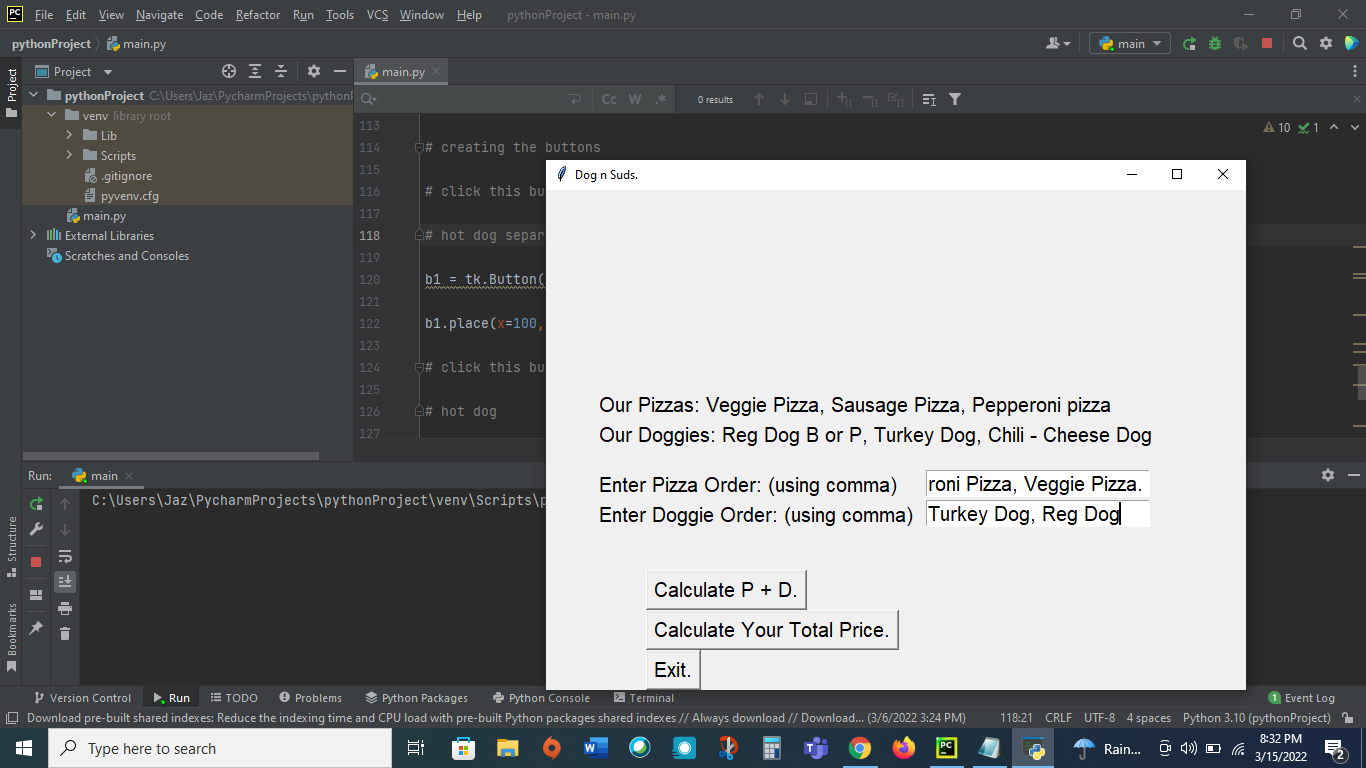 PC File Edit View Navigate Code Refactor Run Tools VCS Window Help pythonProject - main.py
pythonProject main.py main
Project main.py
Project
pythonProject C:\Users\Jaz\PycharmProjects\pythonP
venv library root
Lib
Scripts
.gitignore
pyvenv.cfg
main.py
External Libraries
Scratches and Consoles
Cc W .* 0 results
10 1
113
114 # creating the buttons
115
116 # click this bu
117
118 # hot dog separ
119
120 b1 = tk.Button(
121
122 b1.place(x=100,
123
124 # click this bu
125
126 # hot dog
127
Dog n Suds.
Our Pizzas: Veggie Pizza, Sausage Pizza, Pepperoni pizza
Our Doggies: Reg Dog B or P, Turkey Dog, Chili - Cheese Dog
Enter Pizza Order: (using comma) roni Pizza, Veggie Pizza.
Enter Doggie Order: (using comma) Turkey Dog, Reg Dog
Calculate P + D.
Calculate Your Total Price.
Exit.
Run: main
C:\Users\Jaz\PycharmProjects\pythonProject\venv\Scripts\p
Structure
Bookmarks
Version Control Run TODO Problems Python Packages Python Console Terminal 1 Event Log
Download pre-built shared indexes: Reduce the indexing time and CPU load with pre-built Python packages shared indexes // Always download // Download... (3/6/2022 3:24 PM) 118:21 CRLF UTF-8 4 spaces Python 3.10 (pythonProject)
Type here to search PC Rain... 8:32 PM
3/15/2022 2